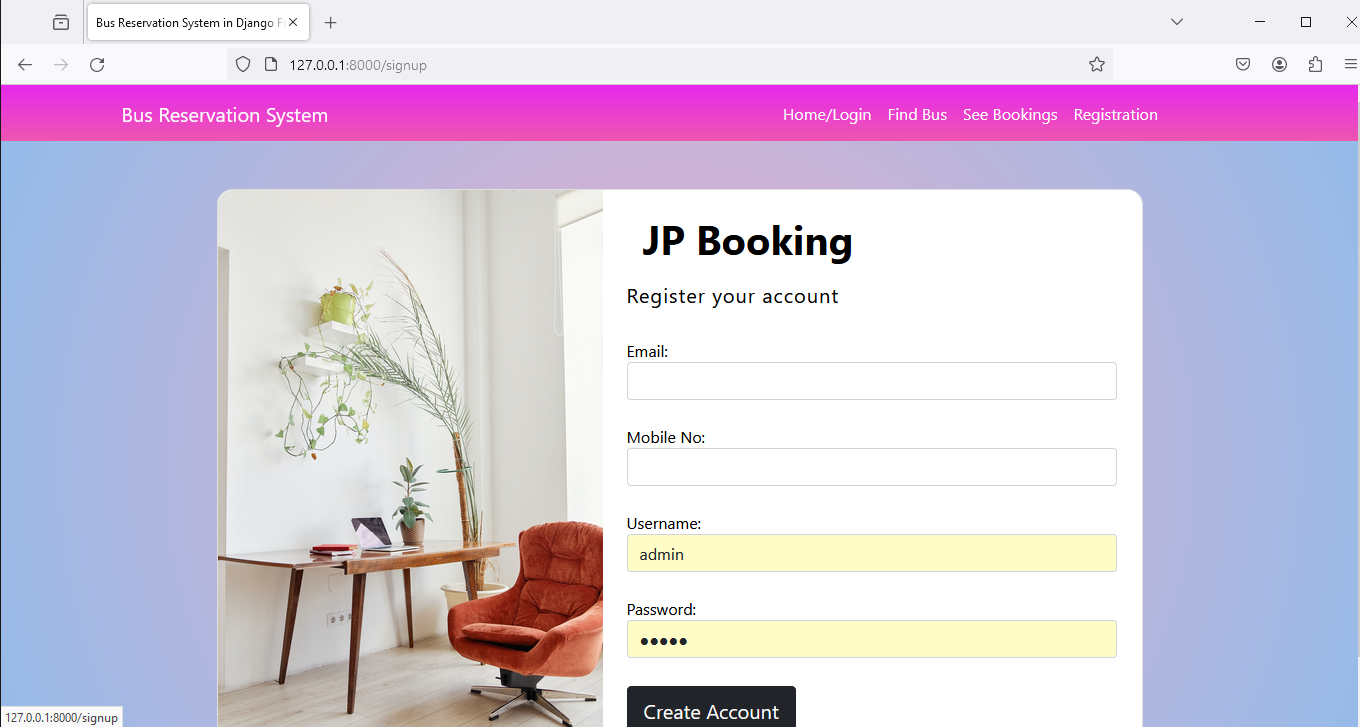 Bus Reservation System in Django
127.0.0.1:8000/signup
Bus Reservation System
Home/Login Find Bus See Bookings Registration
JP Booking
Register your account
Email:
Mobile No:
Username:
admin
Password:
•••••
Create Account
127.0.0.1:8000/signup